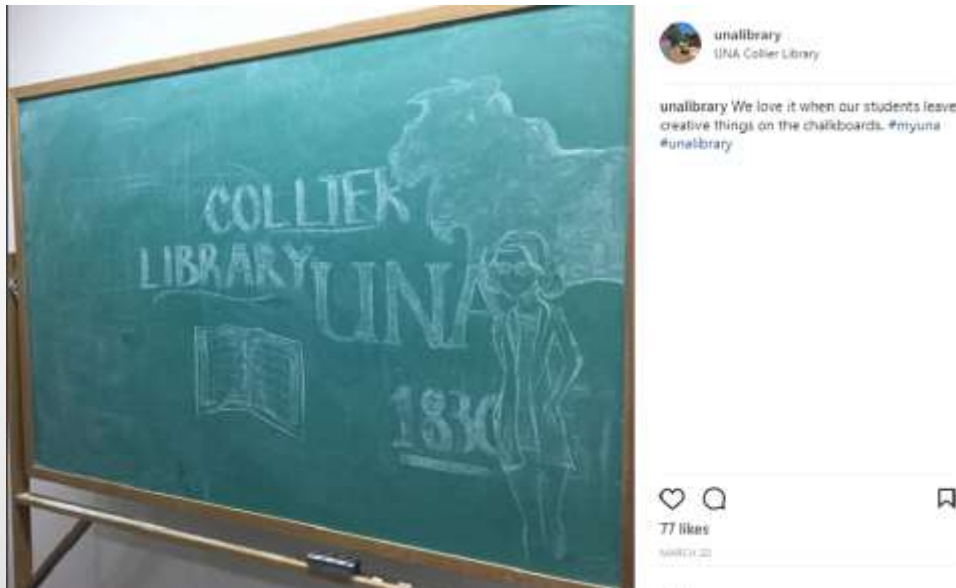 COLLIER
LIBRARY
UNA
1830
unalibrary
UNA Collier Library
unalibrary We love it when our students leave
creative things on the chalkboards. #myuna
#unalibrary
77 likes